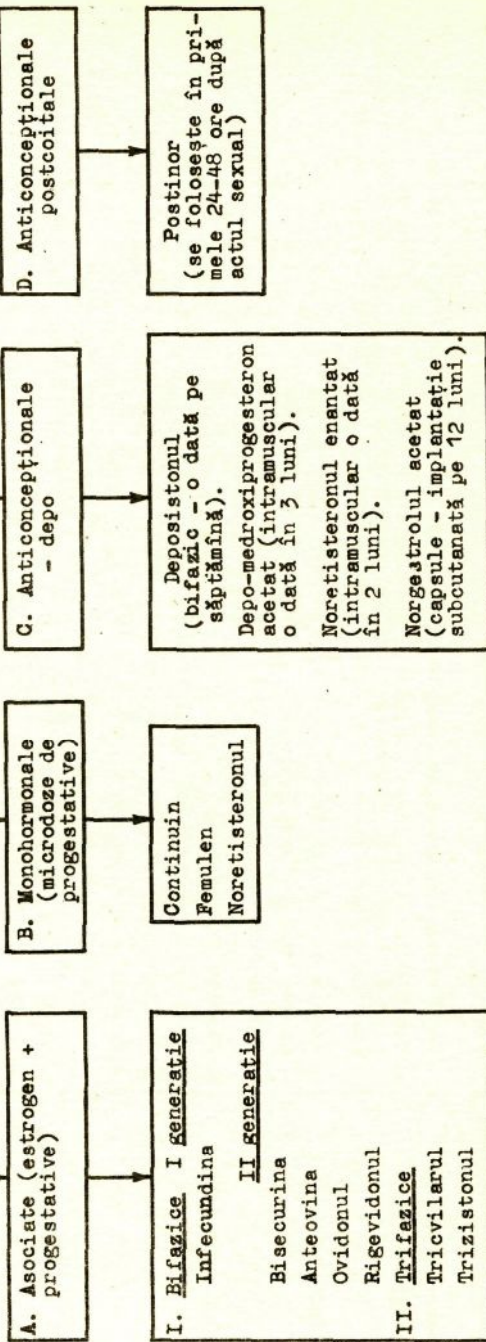 A. Asociate (estrogen +
progestative)
I. Bifazice I generatie
Infecundina
II generatie
Bisecurina
Anteovina
Ovidonul
Rigevidonul
II. Trifazice
Tricvilarul
Trizistonul
B. Monohormonale
(microdoze de
progestative)
Continuin
Femulen
Noretisteronul
C. Anticoncepționale
- depo
Deposistonul
(bifazic - o dată pe
săptămînă).
Depo-medroxiprogesteron
acetat (intramuscular
o dată în 3 luni).
Noretisteronul enantat
(intramuscular o dată
în 2 luni).
Norgestrolul acetat
(capsule - implantație
subcutanată pe 12 luni).
D. Anticoncepționale
postcoitale
Postinor
(se folosește în pri-
mele 24-48 ore după
actul sexual)